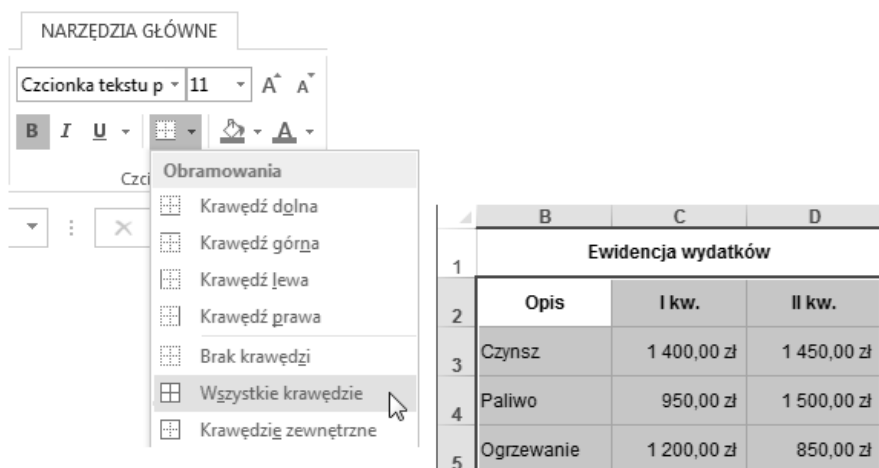 NARZĘDZIA GŁÓWNE
Czcionka tekstu p 11 A A
B I U A
Czci
Obramowania
Krawędź dolna
Krawędź górna
Krawędź lewa
Krawędź prawa
Brak krawędzi
Wszystkie krawędzie
Krawędzie zewnętrzne
B C D
1 Ewidencja wydatków
2 Opis I kw. II kw.
3 Czynsz 1 400,00 zł 1 450,00 zł
4 Paliwo 950,00 zł 1 500,00 zł
5 Ogrzewanie 1 200,00 zł 850,00 zł